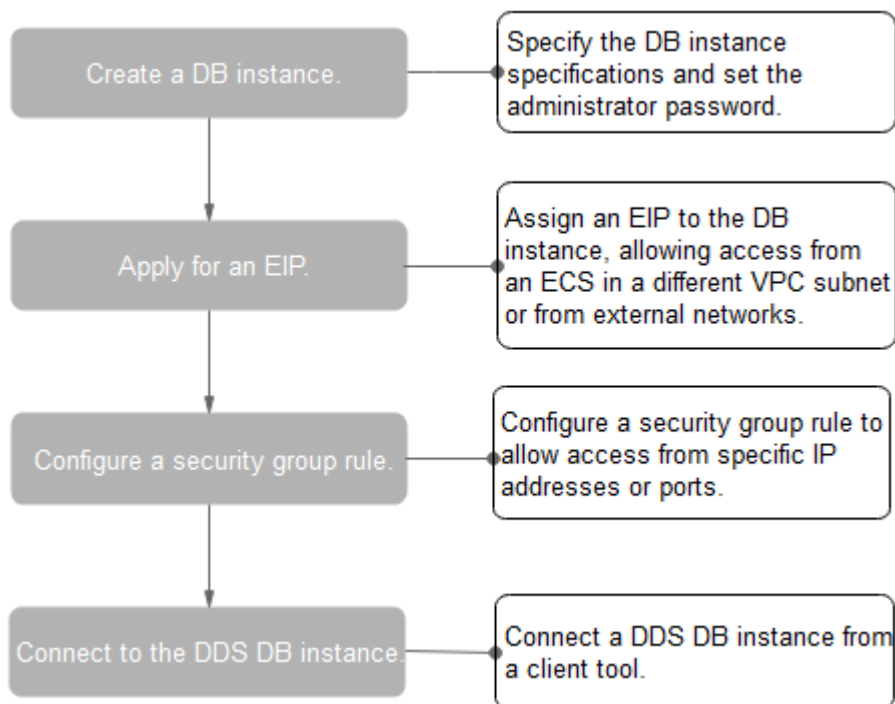 Create a DB instance.
Specify the DB instance
specifications and set the
administrator password.
Apply for an EIP.
Assign an EIP to the DB
instance, allowing access from
an ECS in a different VPC subnet
or from external networks.
Configure a security group rule.
Configure a security group rule to
allow access from specific IP
addresses or ports.
Connect to the DDS DB instance.
Connect a DDS DB instance from
a client tool.